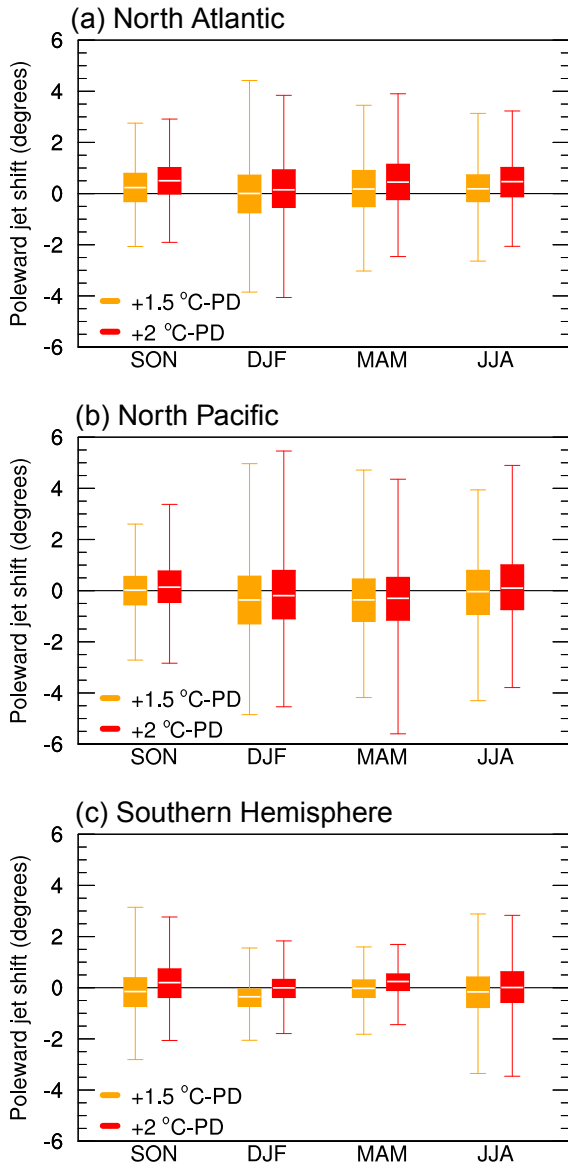 (a) North Atlantic
Poleward jet shift (degrees)
6
4
2
0
-2
-4
-6
+1.5 °C-PD
+2 °C-PD
SON DJF MAM JJA
(b) North Pacific
Poleward jet shift (degrees)
6
4
2
0
-2
-4
-6
+1.5 °C-PD
+2 °C-PD
SON DJF MAM JJA
(c) Southern Hemisphere
Poleward jet shift (degrees)
6
4
2
0
-2
-4
-6
+1.5 °C-PD
+2 °C-PD
SON DJF MAM JJA